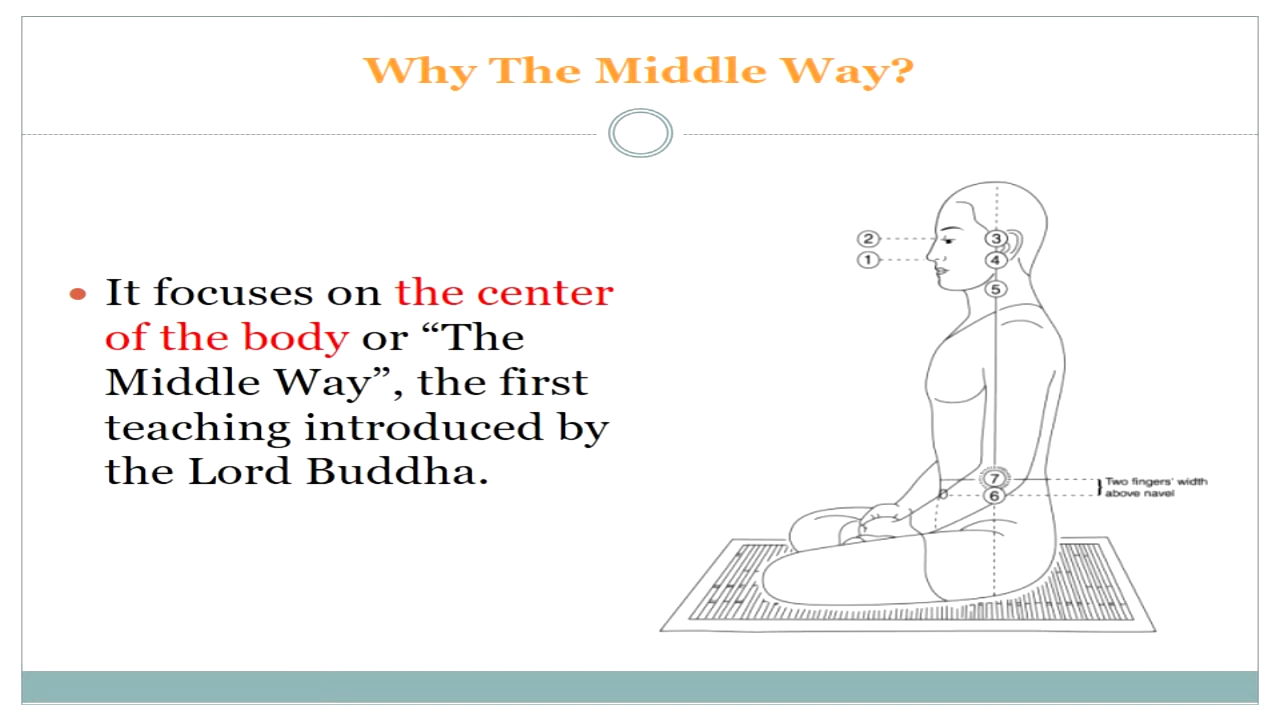 Why The Middle Way?
• It focuses on the center
of the body or “The
Middle Way”, the first
teaching introduced by
the Lord Buddha.
2
1
3
4
5
7
6
Two fingers' width
above navel